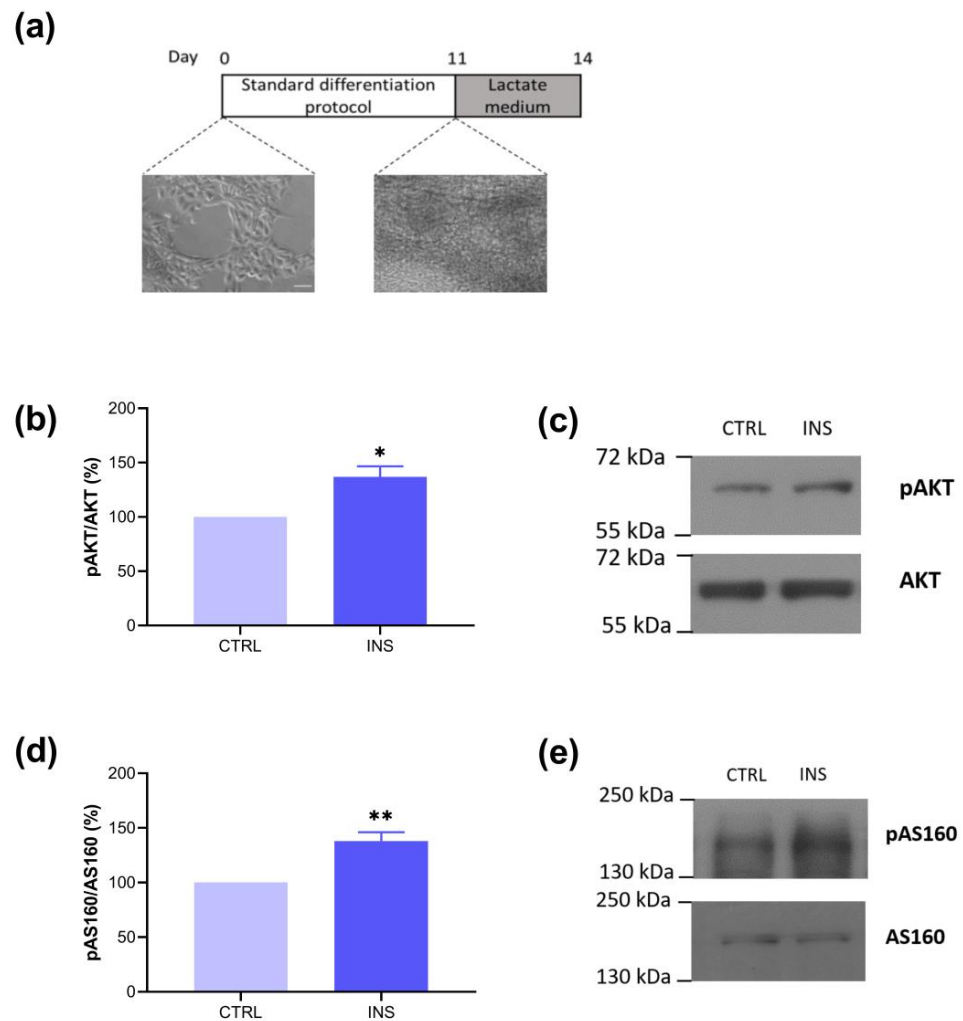 (a)
Day 0 11 14
Standard differentiation protocol
Lactate medium
(b)
pAKT/AKT (%)
200
150
100
50
0
*
CTRL INS
(c)
CTRL INS
72 kDa
pAKT
55 kDa
72 kDa
AKT
55 kDa
(d)
pAS160/AS160 (%)
200
150
100
50
0
**
CTRL INS
(e)
CTRL INS
250 kDa
pAS160
130 kDa
250 kDa
AS160
130 kDa